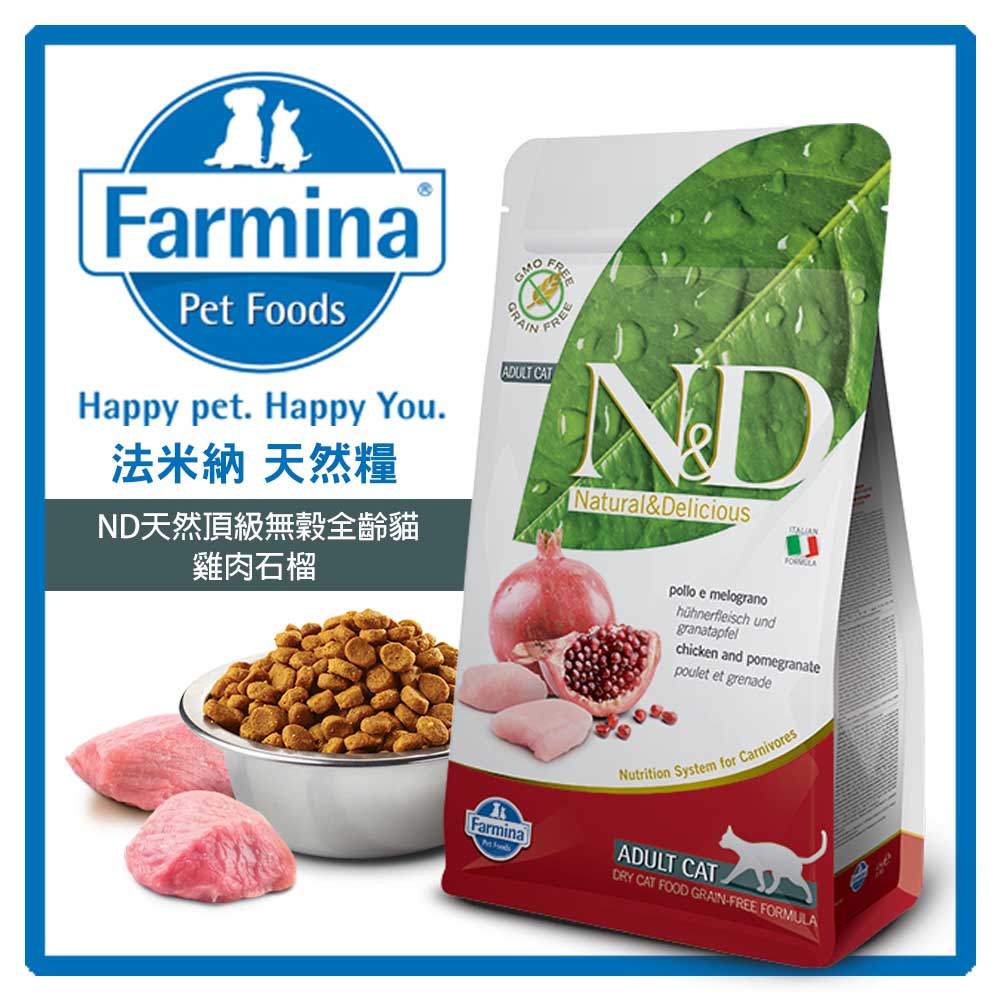 Farmina®
Pet Foods
Happy pet. Happy You.
法米納 天然糧
ND天然頂級無穀全齡貓
雞肉石榴
GMO FREE
GRAIN FREE
ADULT CAT
N&D
Natural&Delicious
ITALIAN
FORMULA
pollo e melograno
hühnerfleisch und
granatapfel
chicken and pomegranate
poulet et grenade
Nutrition System for Carnivores
Farmina
Pet Foods
ADULT CAT
DRY CAT FOOD GRAIN-FREE FORMULA